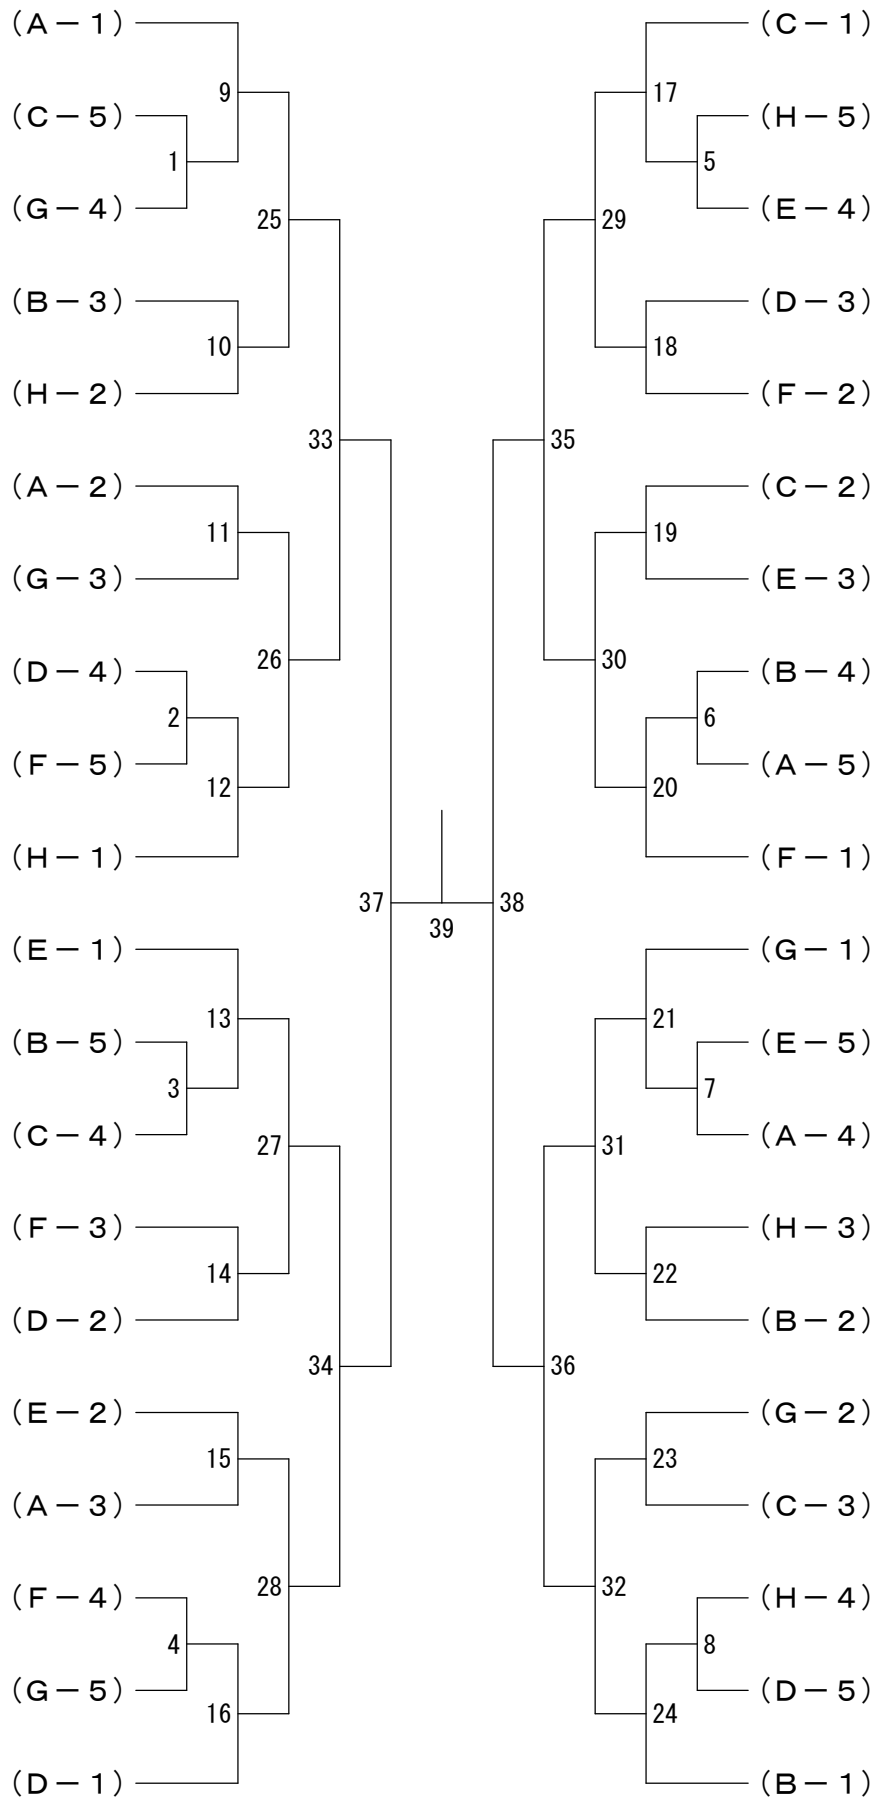 (A－1)
(C－1)
9
17
(C－5)
(H－5)
1
5
(G－4)
(E－4)
25
29
(B－3)
(D－3)
10
18
(H－2)
(F－2)
33
35
(A－2)
(C－2)
11
19
(G－3)
(E－3)
26
30
(D－4)
(B－4)
2
6
(F－5)
(A－5)
12
20
(H－1)
(F－1)
37
38
39
(E－1)
(G－1)
13
21
(B－5)
(E－5)
3
7
(C－4)
(A－4)
27
31
(F－3)
(H－3)
14
22
(D－2)
(B－2)
34
36
(E－2)
(G－2)
15
23
(A－3)
(C－3)
28
32
(F－4)
(H－4)
4
8
(G－5)
(D－5)
16
24
(D－1)
(B－1)